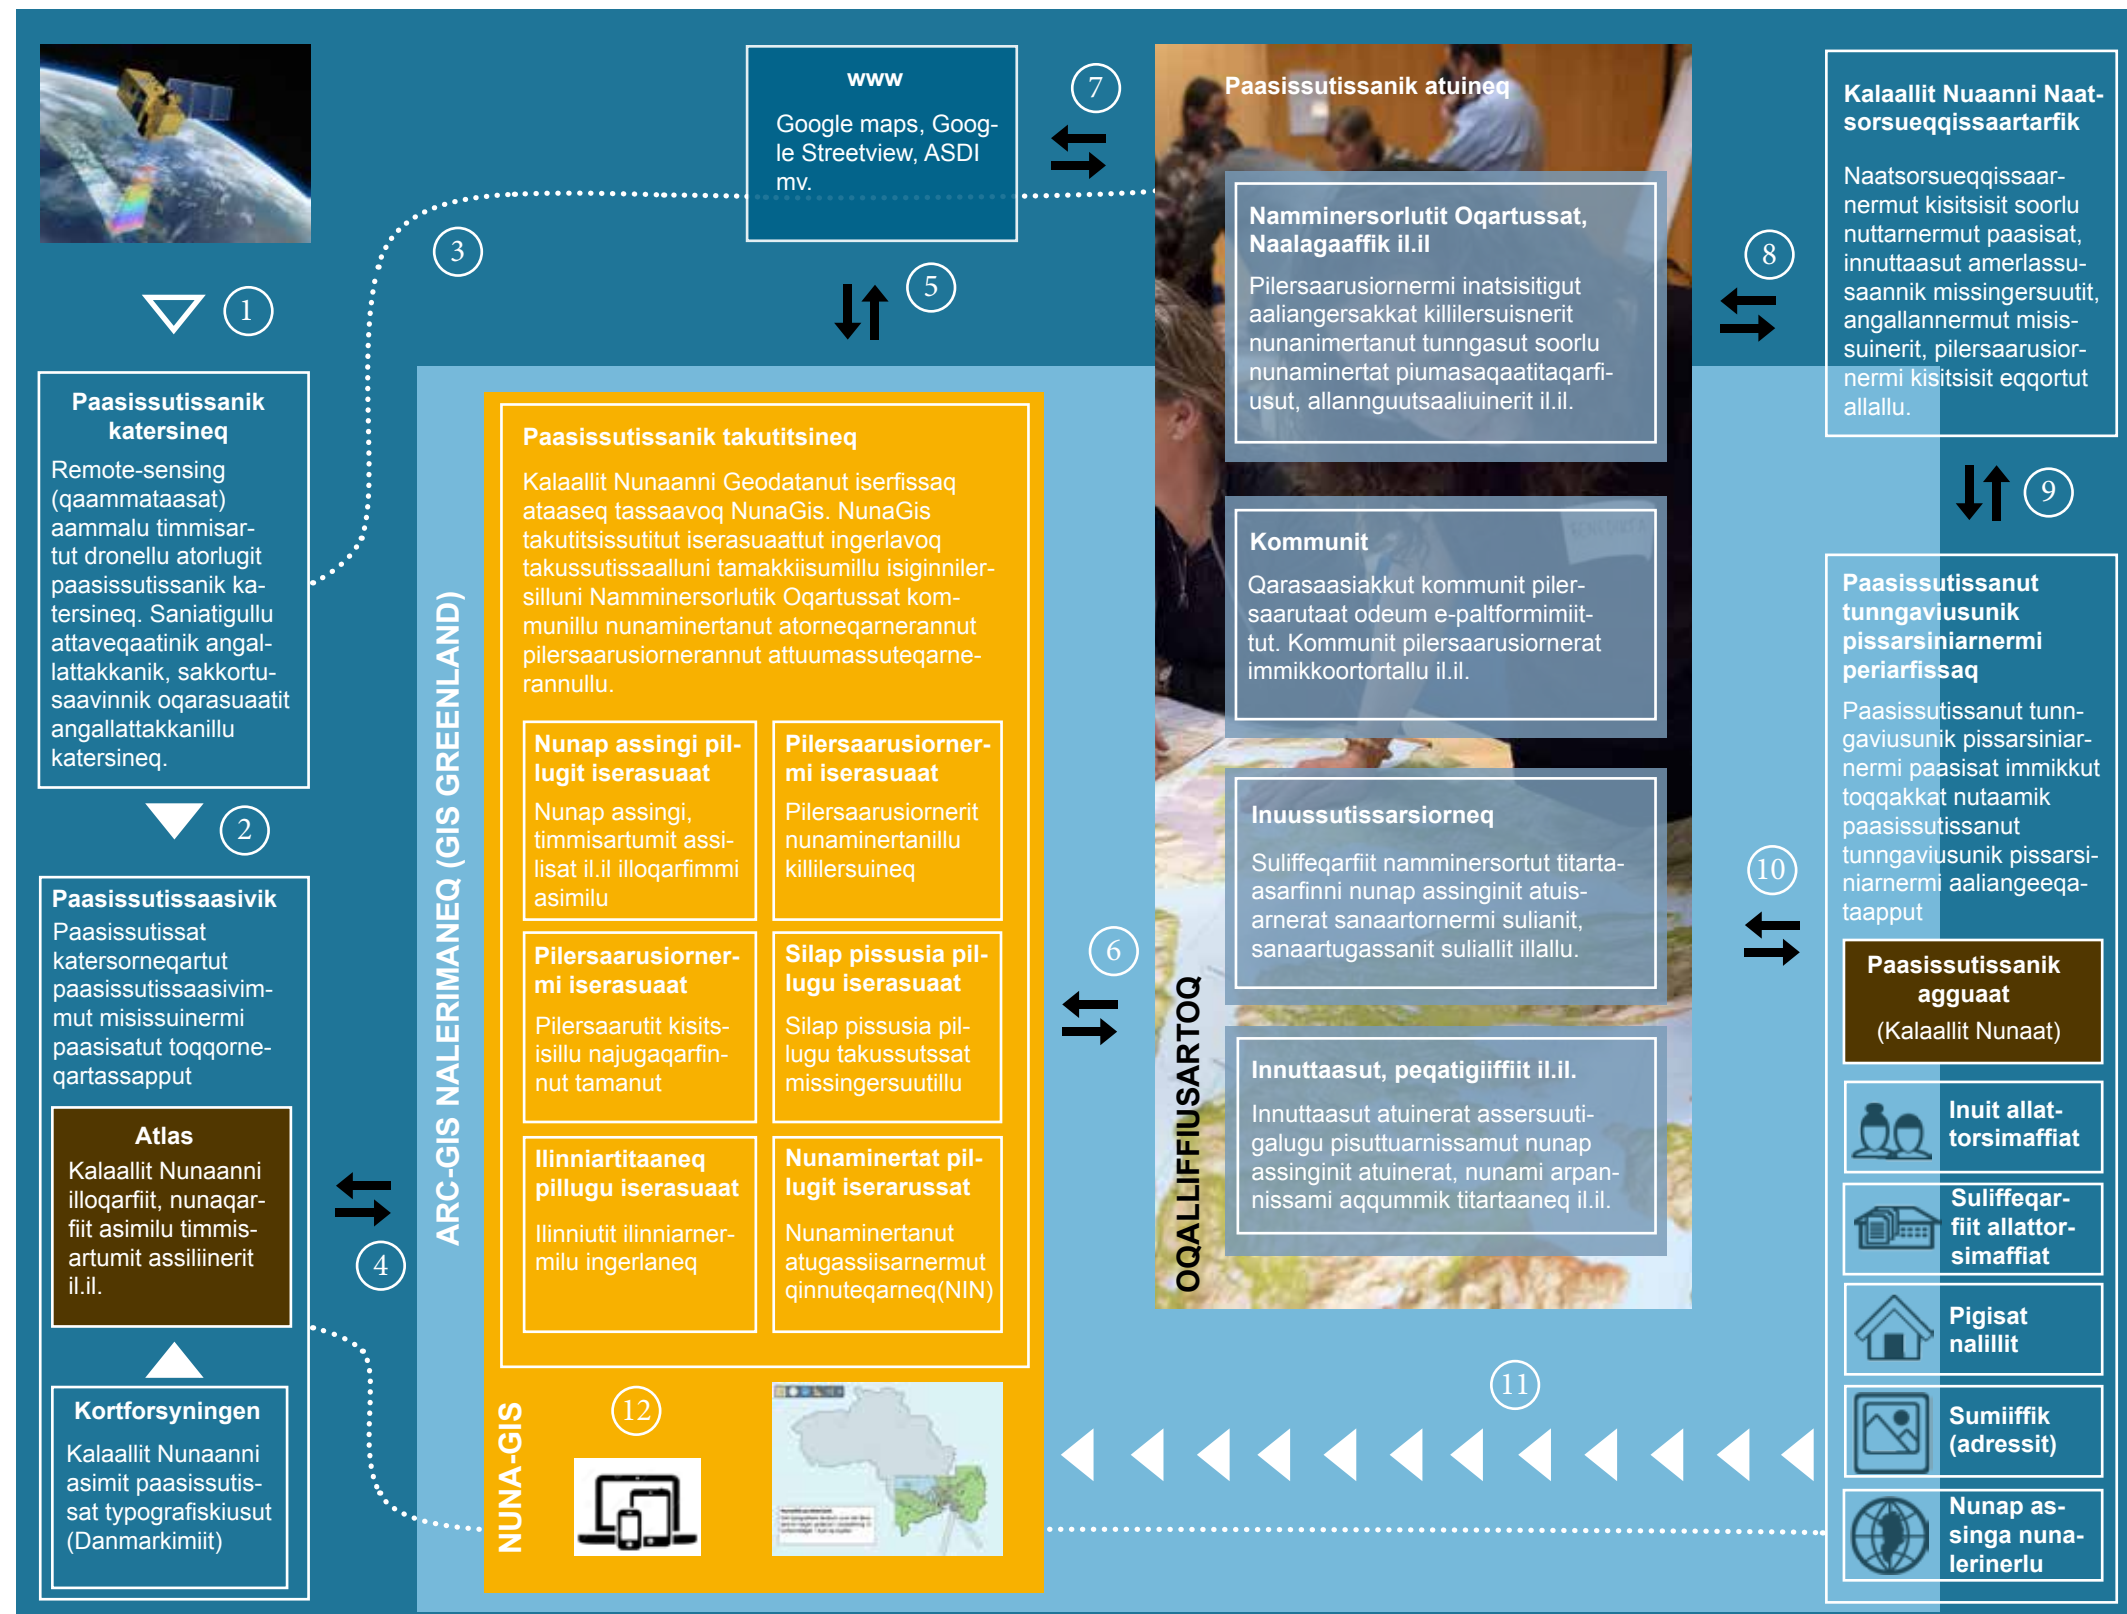 1
Paasissutissanik
katersineq
Remote-sensing
(qaammataasat)
aammalu timmisar-
tut dronellu atorlugit
paasissutissanik ka-
tersineq. Saniatigullu
attaveqaatinik angal-
lattakkanik, sakkortu-
saavinnik oqarasuaatit
angallattakkanillu
katersineq.
2
Paasissutissaasivik
Paasissutissat
katersorneqartut
paasissutissaasivim-
mut misissuinermi
paasisatut toqqorne-
qartassapput
Atlas
Kalaallit Nunaanni
illoqarfiit, nunaqar-
fiit asimilu timmis-
artumit assiliinerit
il.il.
Kortforsyningen
Kalaallit Nunaanni
asimit paasissutis-
sat typografiskiusut
(Danmarkimiit)
3
4
www
Google maps, Goog-
le Streetview, ASDI
mv.
5
7
ARC-GIS NALERIMANEQ (GIS GREENLAND)
Paasissutissanik takutitsineq
Kalaallit Nunaanni Geodatanut iserfissaq
ataaseq tassaavoq NunaGis. NunaGis
takutitsissutitut iserasuaattut ingerlavoq
takussutissaalluni tamakkiisumillu isiginniler-
silluni Namminersorlutik Oqartussat kom-
munillu nunaminertanut atorneqarnerannut
pilersaarusiornerannut attuumassuteqarne-
rannullu.
Nunap assingi pil-
lugit iserasuaat
Nunap assingi,
timmisartumit assi-
lisat il.il illoqarfimmi
asimilu
Pilersaarusiorner-
mi iserasuaat
Pilersaarusiornerit
nunaminertanillu
killilersuineq
Pilersaarusiorner-
mi iserasuaat
Pilersaarutit kisits-
isillu najugaqarfin-
nut tamanut
Silap pissusia pil-
lugu iserasuaat
Silap pissusia pil-
lugu takussutssat
missingersuutillu
Ilinniartitaaneq
pillugu iserasuaat
Ilinniutit ilinniarner-
milu ingerlaneq
Nunaminertat pil-
lugit iserarussat
Nunaminertanut
atugassiisarnermut
qinnuteqarneq(NIN)
NUNA-GIS
12
6
OQALLIFFIUSARTOQ
Paasissutissanik atuineq
Namminersorlutit Oqartussat,
Naalagaaffik il.il
Pilersaarusiornermi inatsisitigut
aaliangersakkat killilersuisnerit
nunanimertanut tunngasut soorlu
nunaminertat piumasaqaatitaqarfi-
usut, allannguutsaaliuinerit il.il.
Kommunit
Qarasaasiakkut kommunit piler-
saarutaat odeum e-paltformimiit-
tut. Kommunit pilersaarusiornerat
immikkoortortallu il.il.
Inuussutissarsiorneq
Suliffeqarfiit namminersortut titarta-
asarfinni nunap assinginit atuis-
arnerat sanaartornermi sulianit,
sanaartugassanit suliallit illallu.
Innuttaasut, peqatigiiffiit il.il.
Innuttaasut atuinerat assersuuti-
galugu pisuttuarnissamut nunap
assinginit atuinerat, nunami arpan-
nissami aqqummik titartaaneq il.il.
8
Kalaallit Nuaanni Naat-
sorsueqqissaartarfik
Naatsorsueqqissaar-
nermut kisitsisit soorlu
nuttarnermut paasisat,
innuttaasut amerlassu-
saannik missingersuutit,
angallannermut misis-
suinerit, pilersaarusior-
nermi kisitsisit eqqortut
allallu.
9
Paasissutissanut
tunngaviusunik
pissarsiniarnermi
periarfissaq
Paasissutissanut tunn-
gaviusunik pissarsiniar-
nermi paasisat immikkut
toqqakkat nutaamik
paasissutissanut
tunngaviusunik pissarsi-
niarnermi aaliangeeqa-
taapput
10
Paasissutissanik
agguaat
(Kalaallit Nunaat)
Inuit allat-
torsimaffiat
Suliffeqar-
fiit allattor-
simaffiat
Pigisat
nalillit
Sumiiffik
(adressit)
Nunap as-
singa nuna-
lerinerlu
11